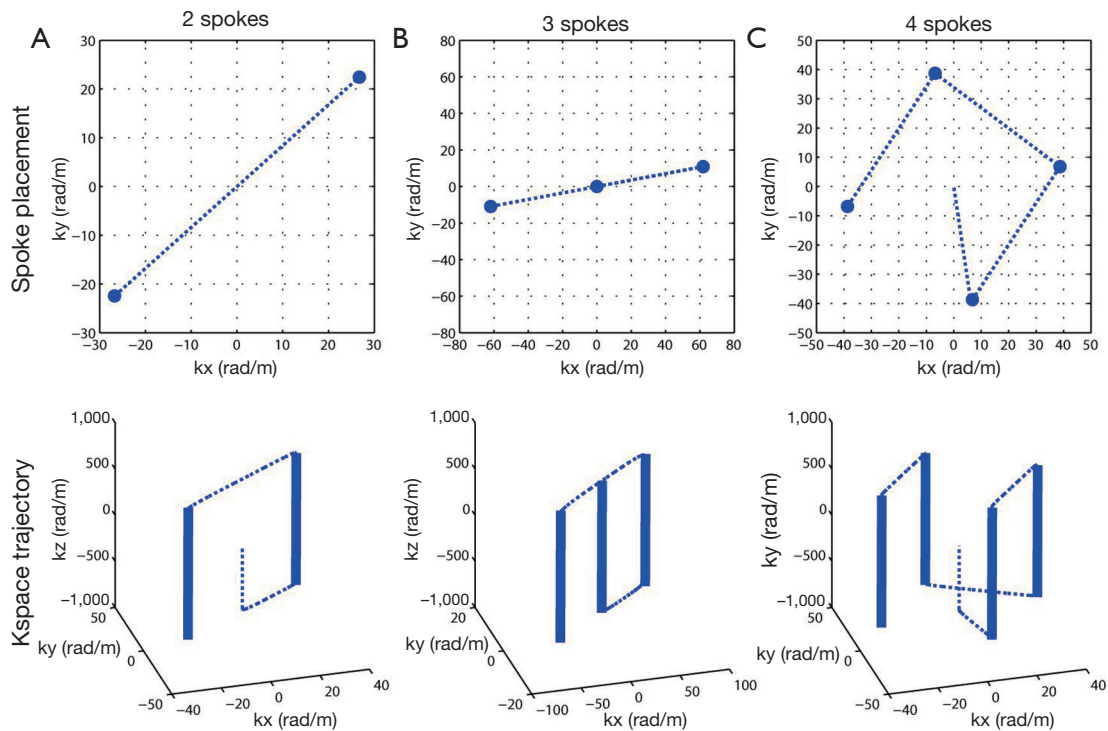 A
2 spokes
B
3 spokes
C
4 spokes
Spoke placement
ky (rad/m)
30
20
10
0
−10
−20
−30
−30 −20 −10 0 10 20 30
kx (rad/m)
ky (rad/m)
80
60
40
20
0
−20
−40
−60
−80
−80 −60 −40 −20 0 20 40 60 80
kx (rad/m)
ky (rad/m)
50
40
30
20
10
0
−10
−20
−30
−40
−50
−50 −40 −30 −20 −10 0 10 20 30 40 50
kx (rad/m)
Kspace trajectory
kz (rad/m)
1,000
500
0
−500
−1,000
50
0
−50
ky (rad/m)
−40 −20 0 20 40
kx (rad/m)
kz (rad/m)
1,000
500
0
−500
−1,000
20
0
−20
ky (rad/m)
−100 −50 0 50 100
kx (rad/m)
ky (rad/m)
1,000
500
0
−500
−1,000
50
0
−50
ky (rad/m)
−40 −20 0 20 40
kx (rad/m)